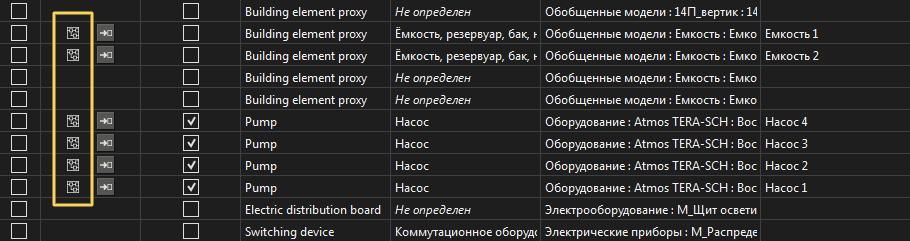 Building element proxy Не определен Обобщенные модели : 14П_вертик : 14
Building element proxy Ёмкость, резервуар, бак, Обобщенные модели : Емкость : Емко Емкость 1
Building element proxy Ёмкость, резервуар, бак, Обобщенные модели : Емкость : Емко Емкость 2
Building element proxy Не определен Обобщенные модели : Емкость : Емко
Building element proxy Не определен Обобщенные модели : Емкость : Емко
Pump Насос Оборудование : Atmos TERA-SCH : Вос Насос 4
Pump Насос Оборудование : Atmos TERA-SCH : Вос Насос 3
Pump Насос Оборудование : Atmos TERA-SCH : Вос Насос 2
Pump Насос Оборудование : Atmos TERA-SCH : Вос Насос 1
Electric distribution board Не определен Электрооборудование : М_Щит освети
Switching device Коммутационное оборудо Электрические приборы : М_Распреде